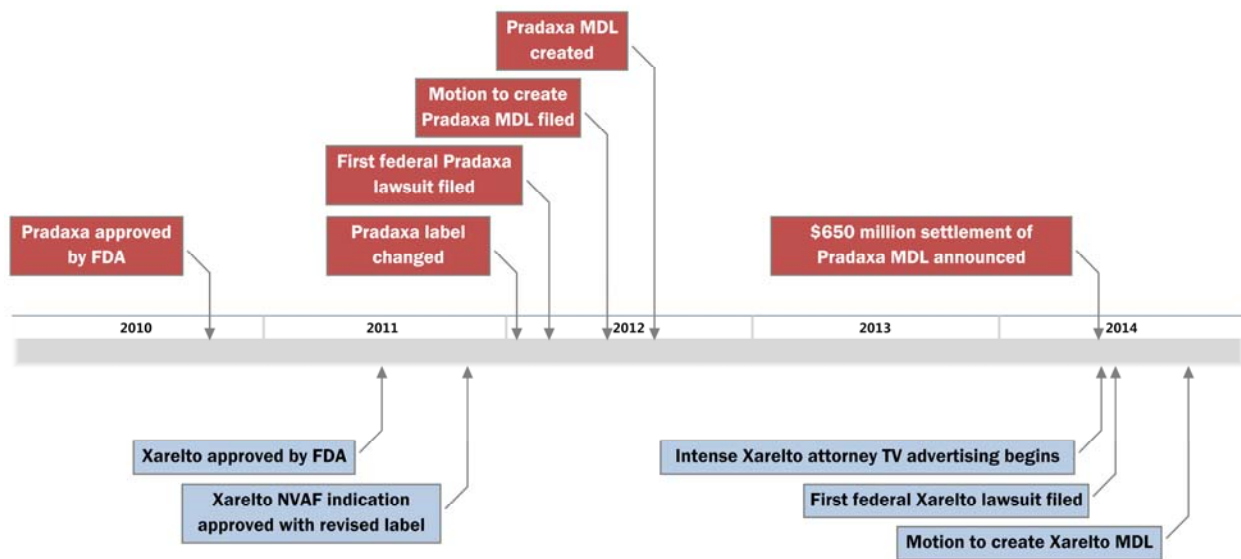 Pradaxa MDL
created
Motion to create
Pradaxa MDL filed
First federal Pradaxa
lawsuit filed
Pradaxa approved
by FDA
Pradaxa label
changed
$650 million settlement of
Pradaxa MDL announced
2010
2011
2012
2013
2014
Xarelto approved by FDA
Xarelto NVAF indication
approved with revised label
Intense Xarelto attorney TV advertising begins
First federal Xarelto lawsuit filed
Motion to create Xarelto MDL